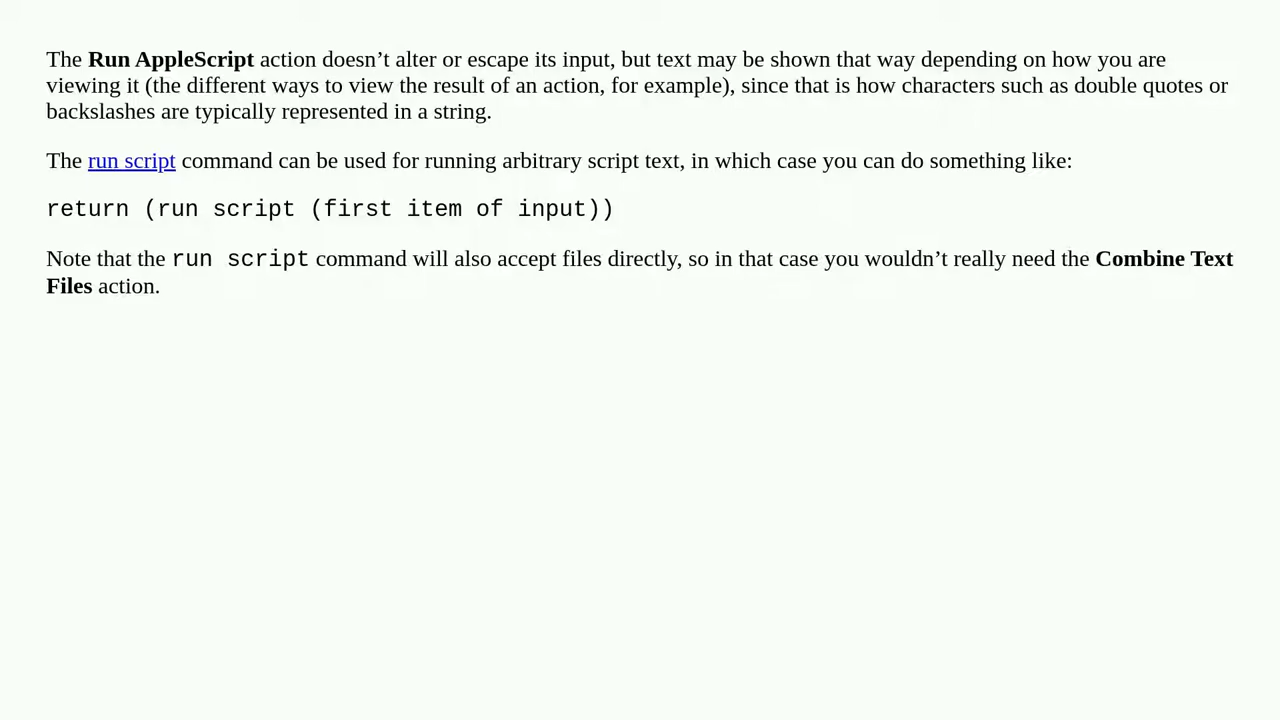 The Run AppleScript action doesn’t alter or escape its input, but text may be shown that way depending on how you are
viewing it (the different ways to view the result of an action, for example), since that is how characters such as double quotes or
backslashes are typically represented in a string.
The run script command can be used for running arbitrary script text, in which case you can do something like:
return (run script (first item of input))
Note that the run script command will also accept files directly, so in that case you wouldn’t really need the Combine Text
Files action.